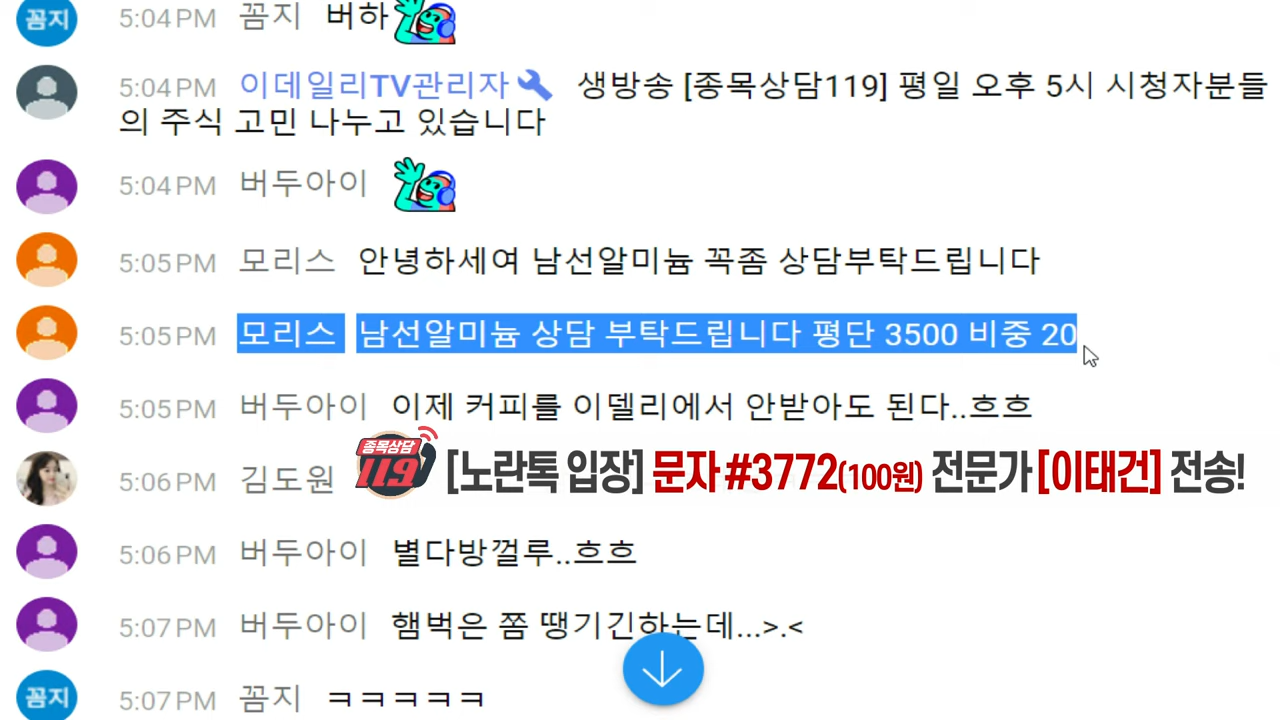 꼼지 5:04 PM 꼼지 버하
5:04 PM 이데일리TV관리자 생방송 [종목상담119] 평일 오후 5시 시청자분들
의 주식 고민 나누고 있습니다
5:04 PM 버두아이
5:05 PM 모리스 안녕하세여 남선알미늄 꼭좀 상담부탁드립니다
5:05 PM 모리스 남선알미늄 상담 부탁드립니다 평단 3500 비중 20
5:05 PM 버두아이 이제 커피를 이델리에서 안받아도 된다..흐흐
종목상담
119
5:06 PM 김도원
[노란톡 입장] 문자 #3772(100원) 전문가 [이태건] 전송!
5:06 PM 버두아이 별다방껄루..흐흐
5:07 PM 버두아이 햄벅은 쫌 땡기긴하는데...>.<
꼼지 5:07 PM 꼼지 ㅋㅋㅋㅋㅋ